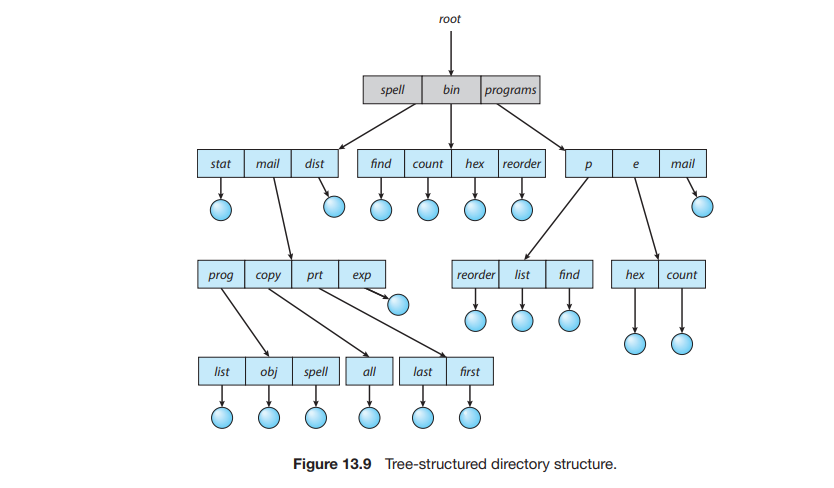 root
spell bin programs
stat mail dist find count hex reorder p e mail
prog copy prt exp reorder list find hex count
list obj spell all last first
Figure 13.9 Tree-structured directory structure.